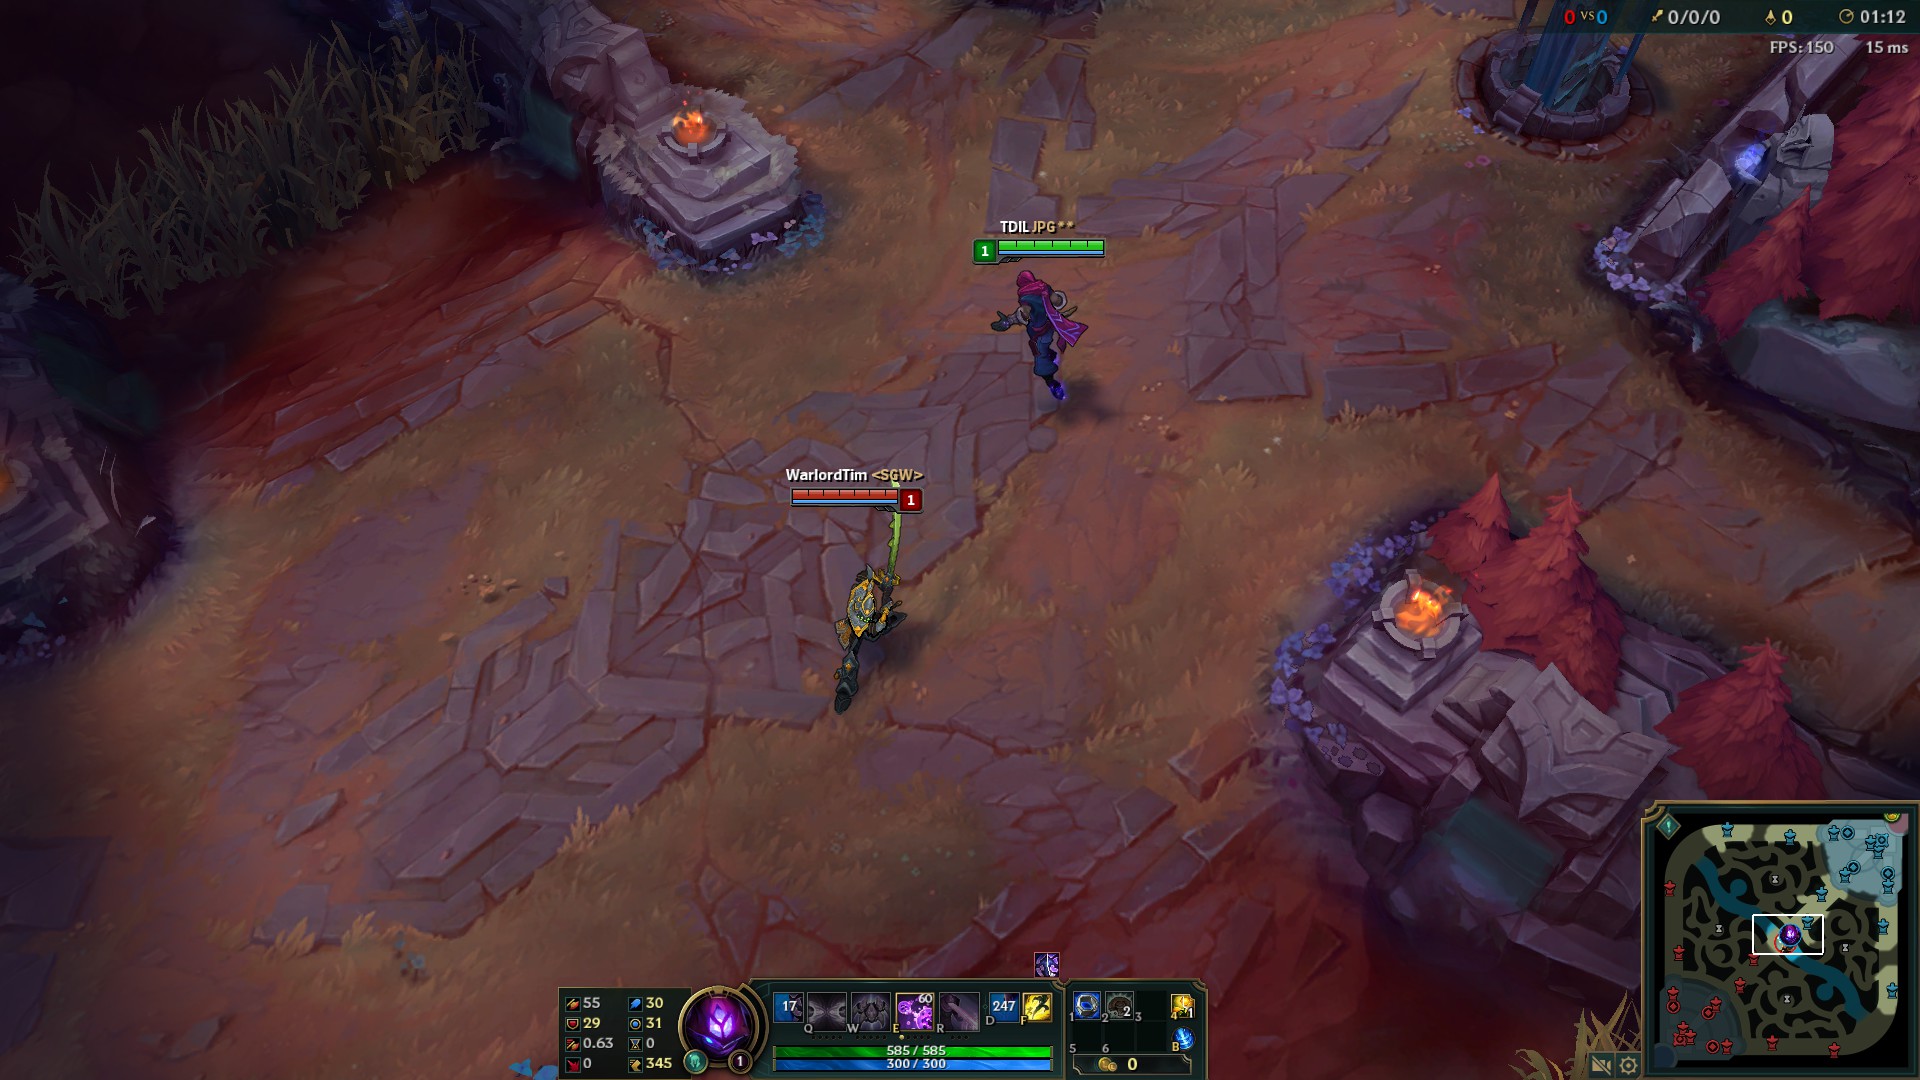 0 VS 0 0/0/0 0 01:12
FPS: 150 15 ms
TDIL JPG**
1
WarlordTim <SGW>
1
55 30
29 31
0.63 0
0 345
1
17 60 247
Q W E R D F
585 / 585
300 / 300
1 2 2 3 4 1
5 6 B
0